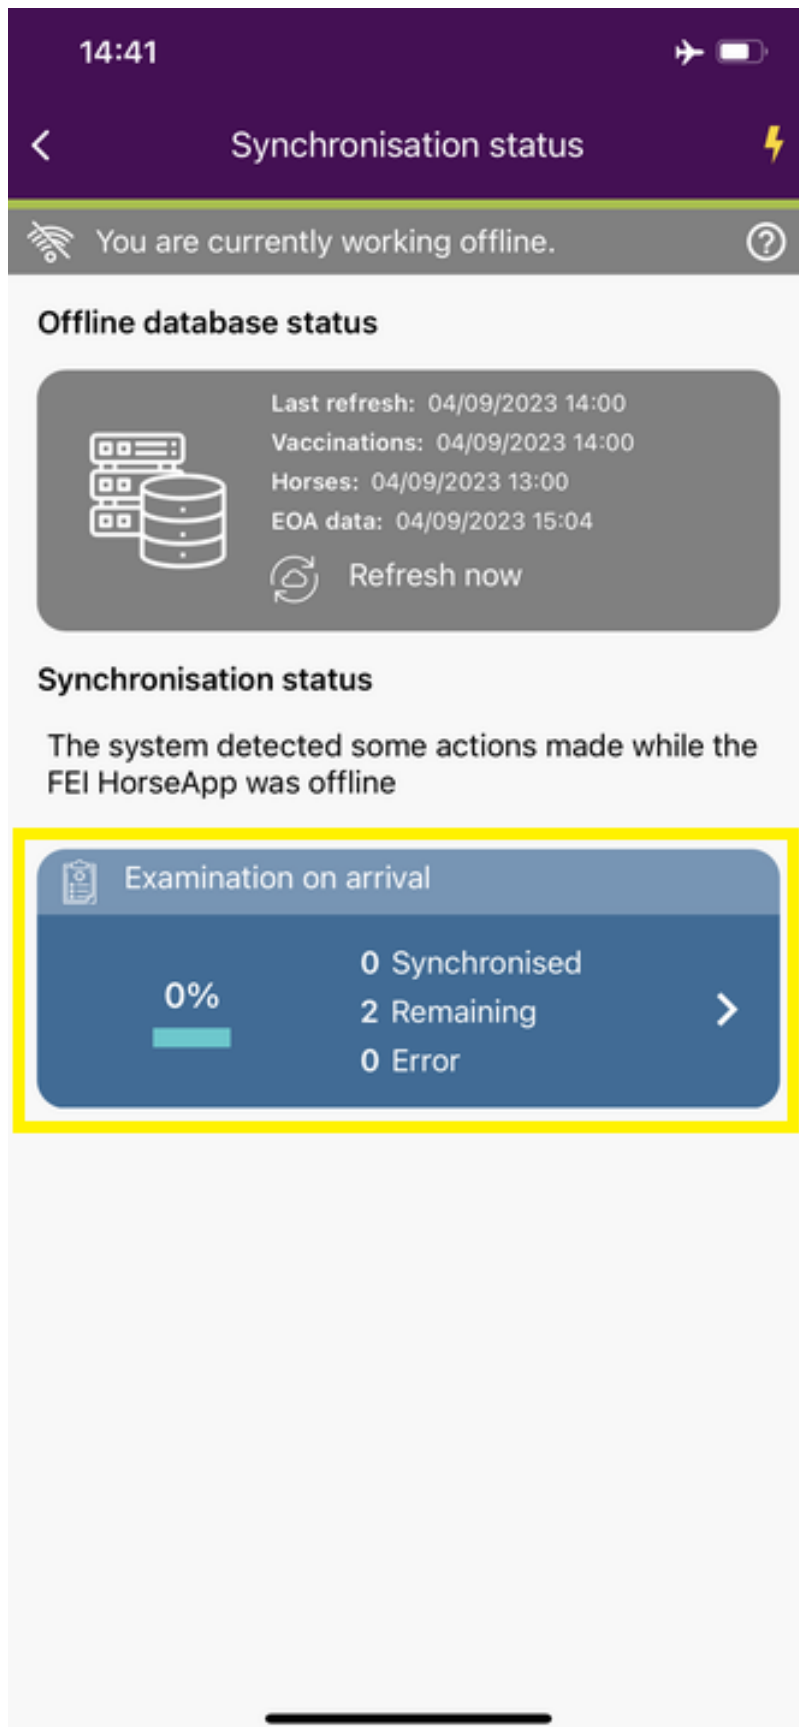 14:41
Synchronisation status
You are currently working offline.
Offline database status
Last refresh: 04/09/2023 14:00
Vaccinations: 04/09/2023 14:00
Horses: 04/09/2023 13:00
EOA data: 04/09/2023 15:04
Refresh now
Synchronisation status
The system detected some actions made while the
FEI HorseApp was offline
Examination on arrival
0%
0 Synchronised
2 Remaining
0 Error